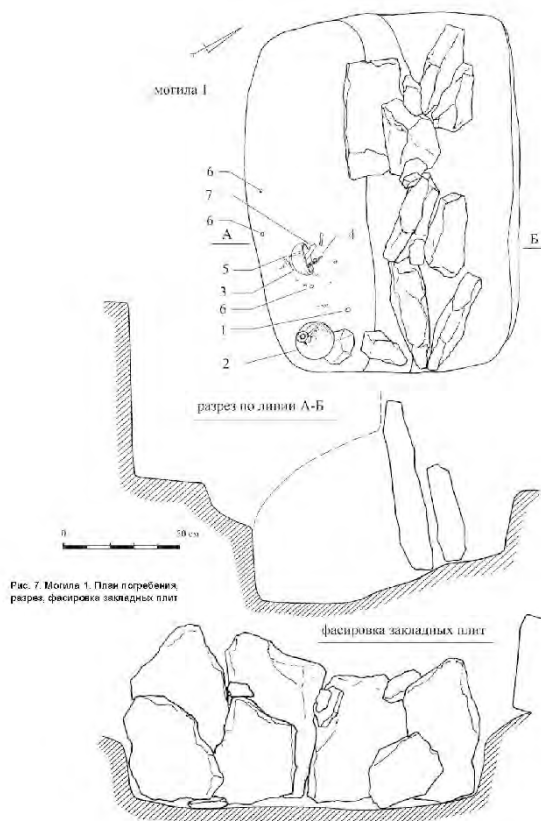 могила 1
6
7
6
А
4
Б
5
3
6
1
2
разрез по линии А-Б
0
50 см
Рис. 7. Могила 1. План погребения,
разрез, фасировка закладных плит
фасировка закладных плит